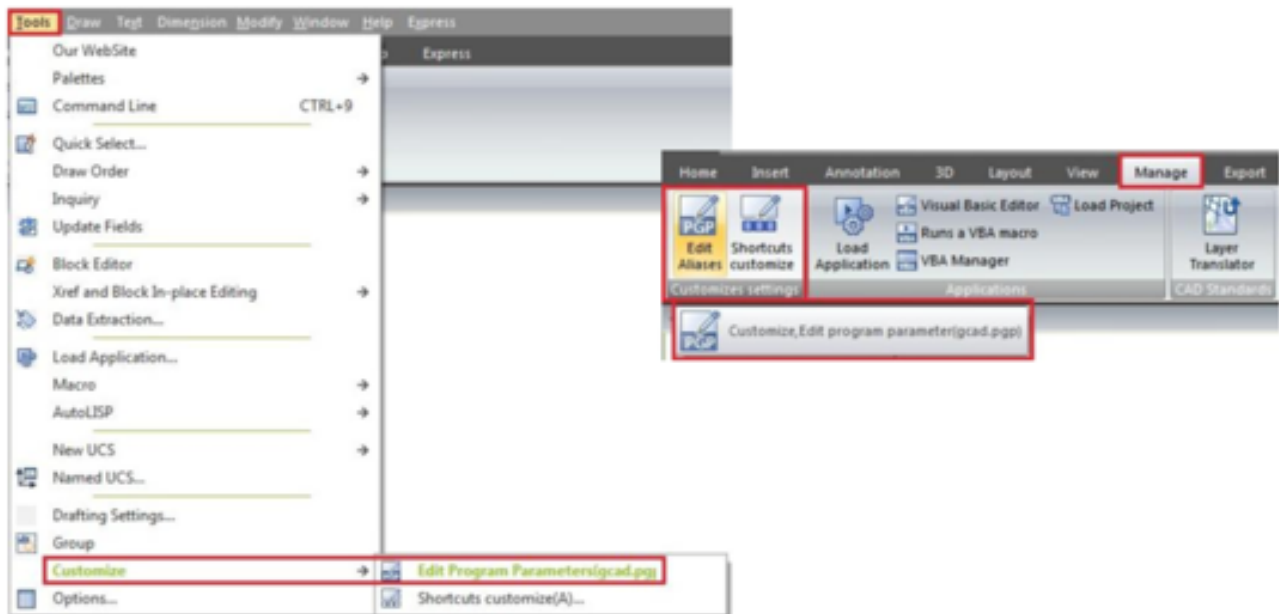 Tools Draw Text Dimension Modify Window Help Express
Our WebSite
Express
Palettes
Command Line CTRL+9
Quick Select...
Draw Order
Inquiry
Update Fields
Block Editor
Xref and Block In-place Editing
Data Extraction...
Load Application...
Macro
AutoLISP
New UCS
Named UCS...
Drafting Settings...
Group
Customize Edit Program Parameters(gcad.pg
Options... Shortcuts customize(A)...
Home Insert Annotation 3D Layout View Manage Export
PGP
Edit Aliases
Shortcuts customize
Load Application
Visual Basic Editor Load Project
Runs a VBA macro
VBA Manager
Layer Translator
Customizes settings Applications CAD Standards
PGP Customize,Edit program parameter(gcad.pgp)